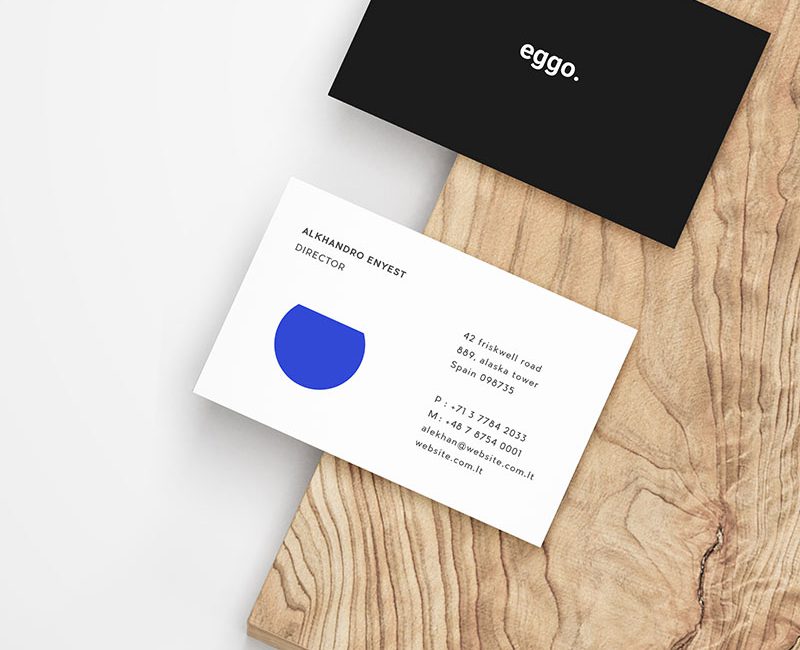 eggo.
ALKHANDRO ENYEST
DIRECTOR
42 friskwell road
889, alaska tower
Spain 098735
P : +71 3 7784 2033
M : +48 7 8754 0001
alekhan@website.com.lt
website.com.lt